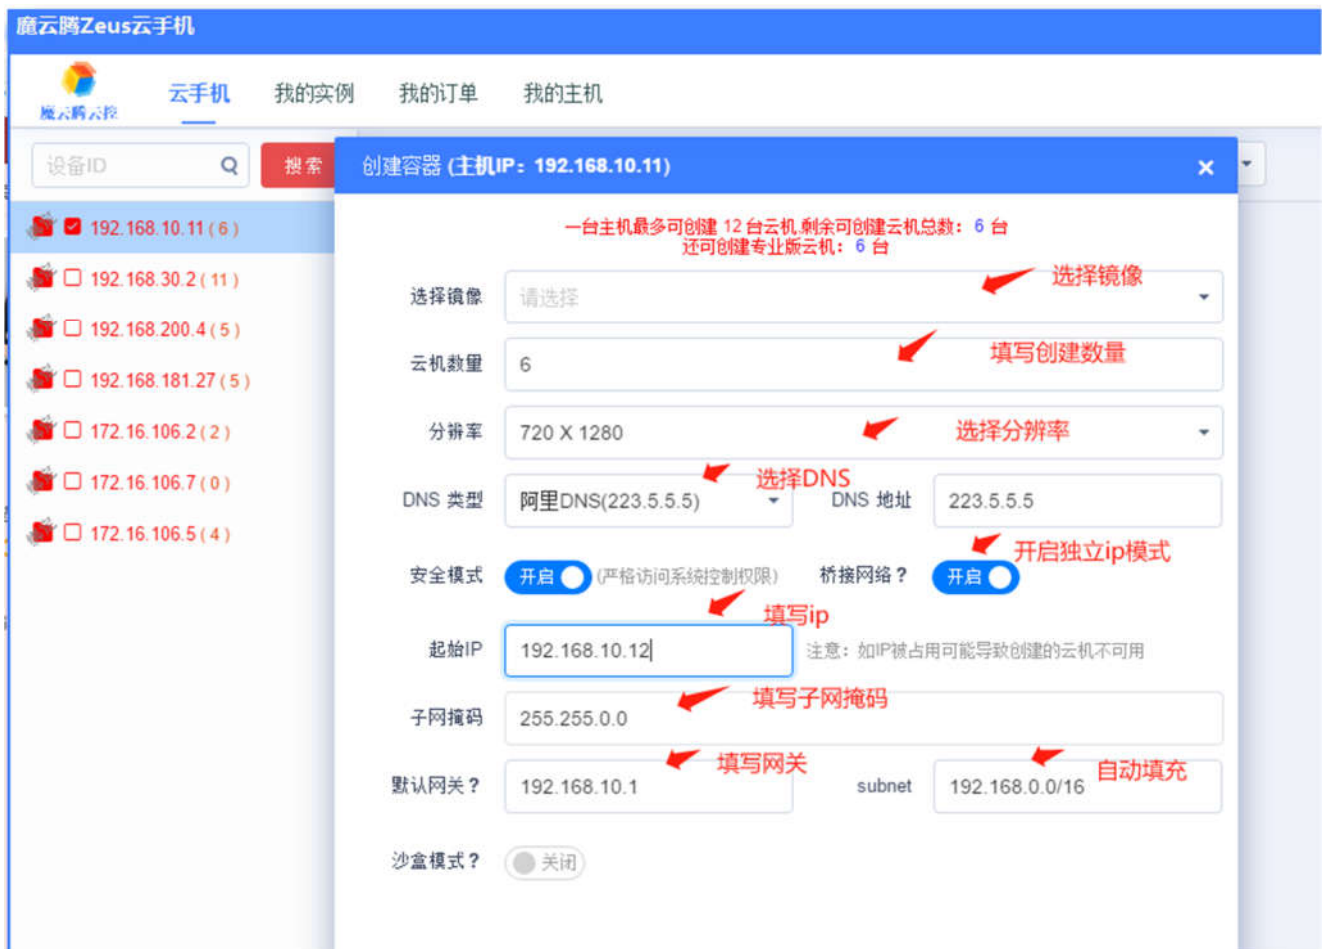 魔云腾Zeus云手机
魔云腾云控
云手机
我的实例
我的订单
我的主机
设备ID
搜索
创建容器 (主机IP：192.168.10.11)
192.168.10.11 ( 6 )
192.168.30.2 ( 11 )
192.168.200.4 ( 5 )
192.168.181.27 ( 5 )
172.16.106.2 ( 2 )
172.16.106.7 ( 0 )
172.16.106.5 ( 4 )
一台主机最多可创建 12 台云机,剩余可创建云机总数：6 台
还可创建专业版云机：6 台
选择镜像
请选择
选择镜像
云机数量
6
填写创建数量
分辨率
720 X 1280
选择分辨率
选择DNS
DNS 类型
阿里DNS(223.5.5.5)
DNS 地址
223.5.5.5
开启独立ip模式
安全模式
开启
(严格访问系统控制权限)
桥接网络？
开启
填写ip
起始IP
192.168.10.12
注意：如IP被占用可能导致创建的云机不可用
子网掩码
255.255.0.0
填写子网掩码
填写网关
自动填充
默认网关？
192.168.10.1
subnet
192.168.0.0/16
沙盒模式？
关闭